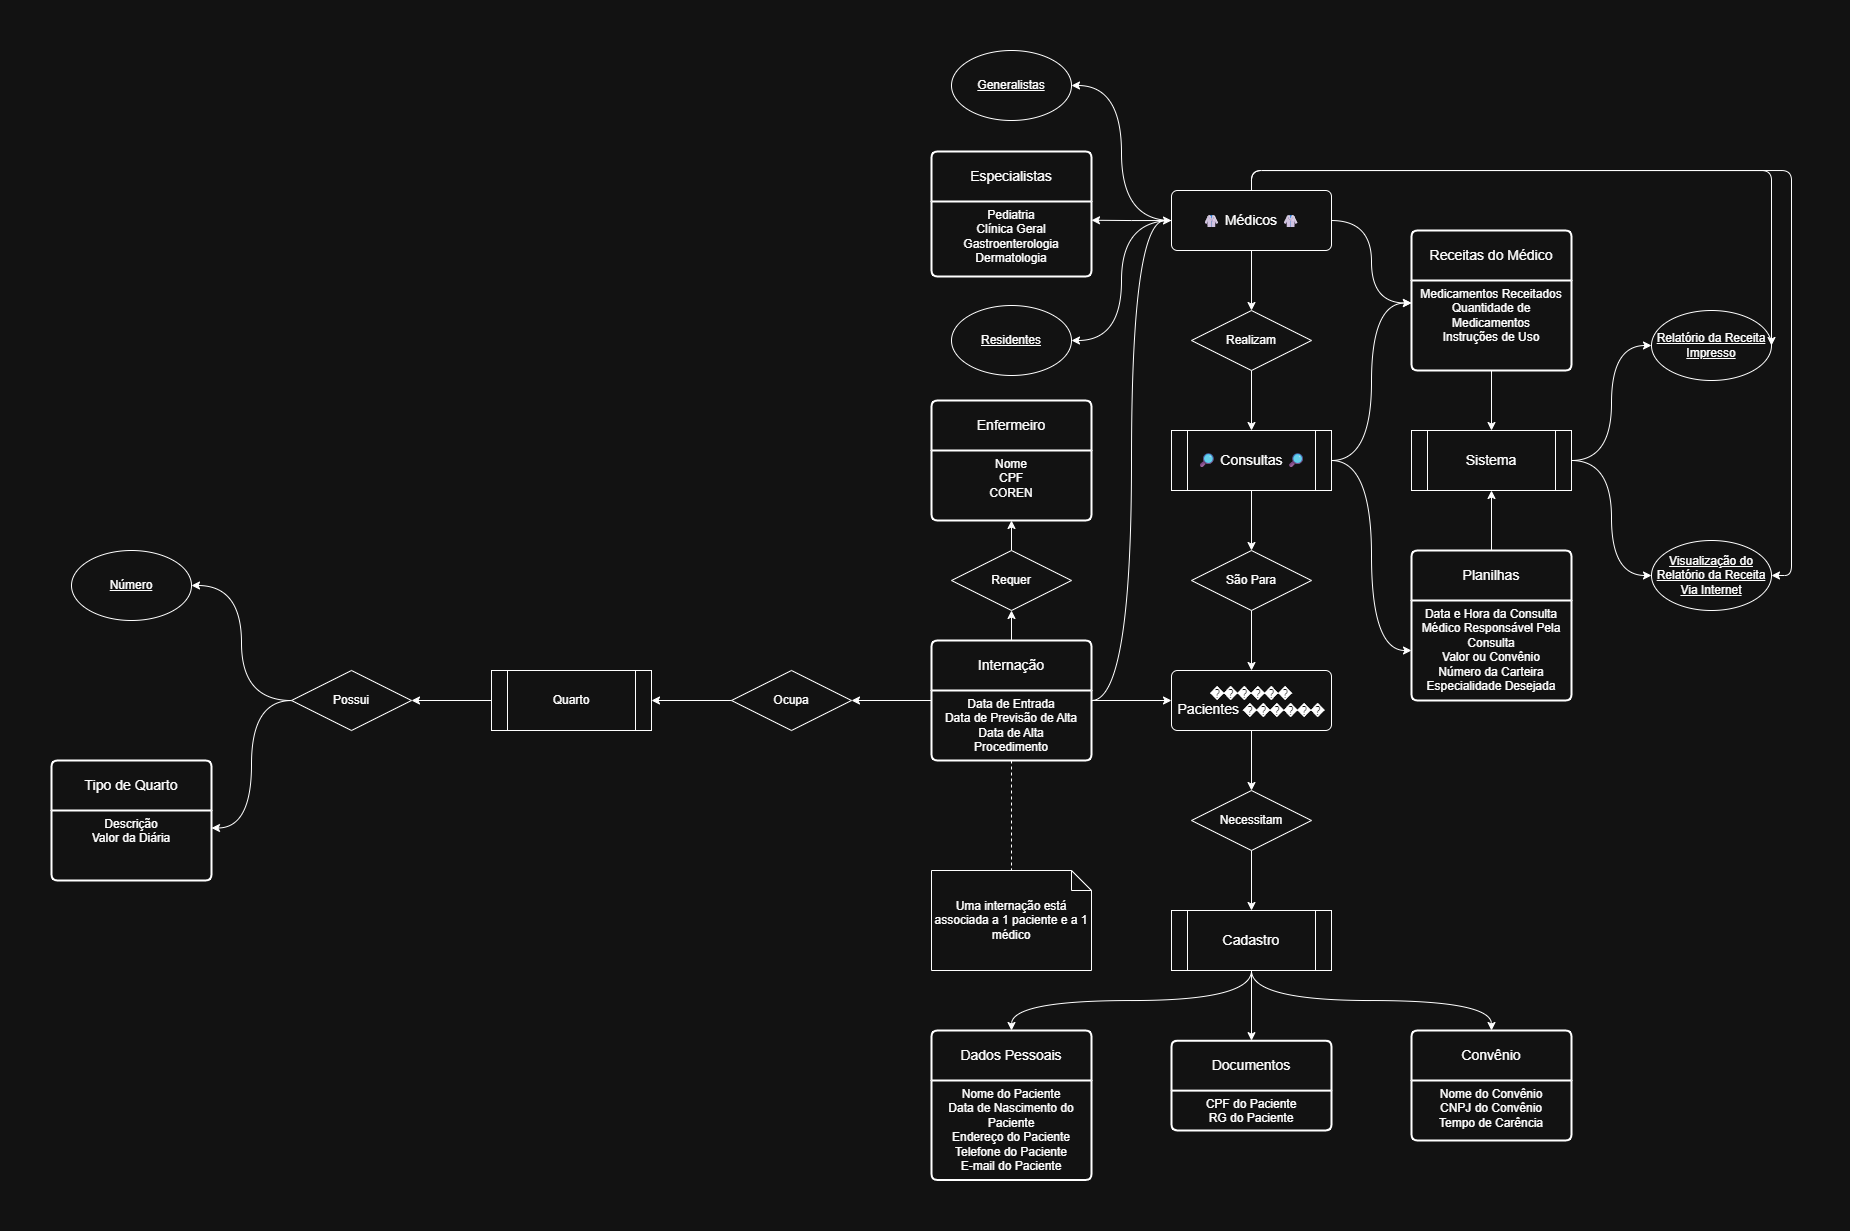 Generalistas
Especialistas
Pediatria
Clínica Geral
Gastroenterologia
Dermatologia
Residentes
Médicos
Realizam
Consultas
São Para
Receitas do Médico
Medicamentos Receitados
Quantidade de
Medicamentos
Instruções de Uso
Sistema
Relatório da Receita
Impresso
Visualização do
Relatório da Receita
Via Internet
Planilhas
Data e Hora da Consulta
Médico Responsável Pela
Consulta
Valor ou Convênio
Número da Carteira
Especialidade Desejada
Enfermeiro
Nome
CPF
COREN
Requer
Internação
Data de Entrada
Data de Previsão de Alta
Data de Alta
Procedimento
Número
Possui
Quarto
Ocupa
Tipo de Quarto
Descrição
Valor da Diária
������
Pacientes ������
Necessitam
Uma internação está
associada a 1 paciente e a 1
médico
Cadastro
Dados Pessoais
Nome do Paciente
Data de Nascimento do
Paciente
Endereço do Paciente
Telefone do Paciente
E-mail do Paciente
Documentos
CPF do Paciente
RG do Paciente
Convênio
Nome do Convênio
CNPJ do Convênio
Tempo de Carência